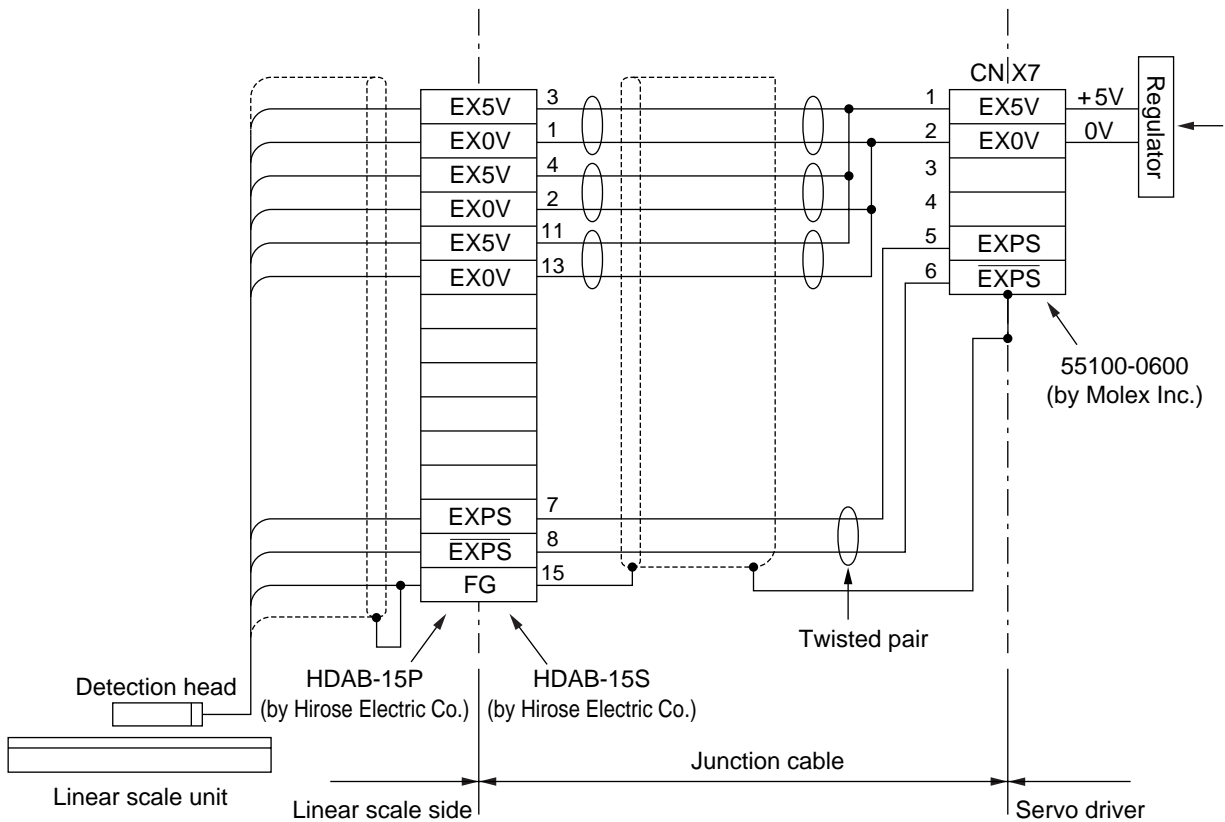 CN X7
3 1 EX5V +5V
EX5V
1 2 EX0V 0V
EX0V
Regulator
4 3
EX5V
2 4
EX0V
11 5 EXPS
EX5V
13 6 EXPS
EX0V
55100-0600
(by Molex Inc.)
7
EXPS
8
EXPS
15
FG
Twisted pair
HDAB-15P
(by Hirose Electric Co.)
HDAB-15S
(by Hirose Electric Co.)
Detection head
Linear scale unit
Junction cable
Linear scale side
Servo driver